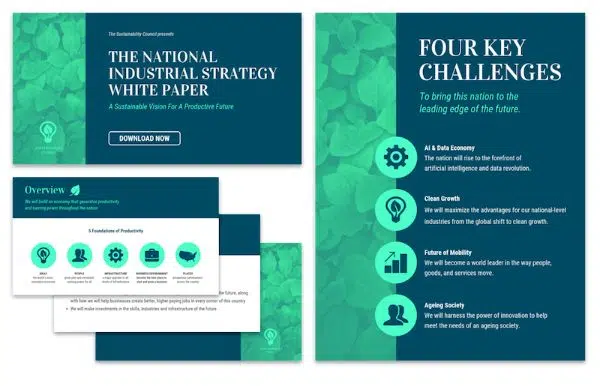 The Sustainability Council presents
THE NATIONAL
INDUSTRIAL STRATEGY
WHITE PAPER
A Sustainable Vision For A Productive Future
DOWNLOAD NOW
Overview
We will build an economy that generates productivity
and earning power throughout the nation
5 Foundations of Productivity
IDEAS
PEOPLE
INFRASTRUCTURE
BUSINESS ENVIRONMENT
PLACES
the future, along
with how we will help businesses create better, higher paying jobs in every corner of this country
We will make investments in the skills, industries and infrastructure of the future
FOUR KEY
CHALLENGES
To bring this nation to the
leading edge of the future.
AI & Data Economy
The nation will rise to the forefront of
artificial intelligence and data revolution.
Clean Growth
We will maximize the advantages for our national-level
industries from the global shift to clean growth.
Future of Mobility
We will become a world leader in the way people,
goods, and services move.
Ageing Society
We will harness the power of innovation to help
meet the needs of an ageing society.